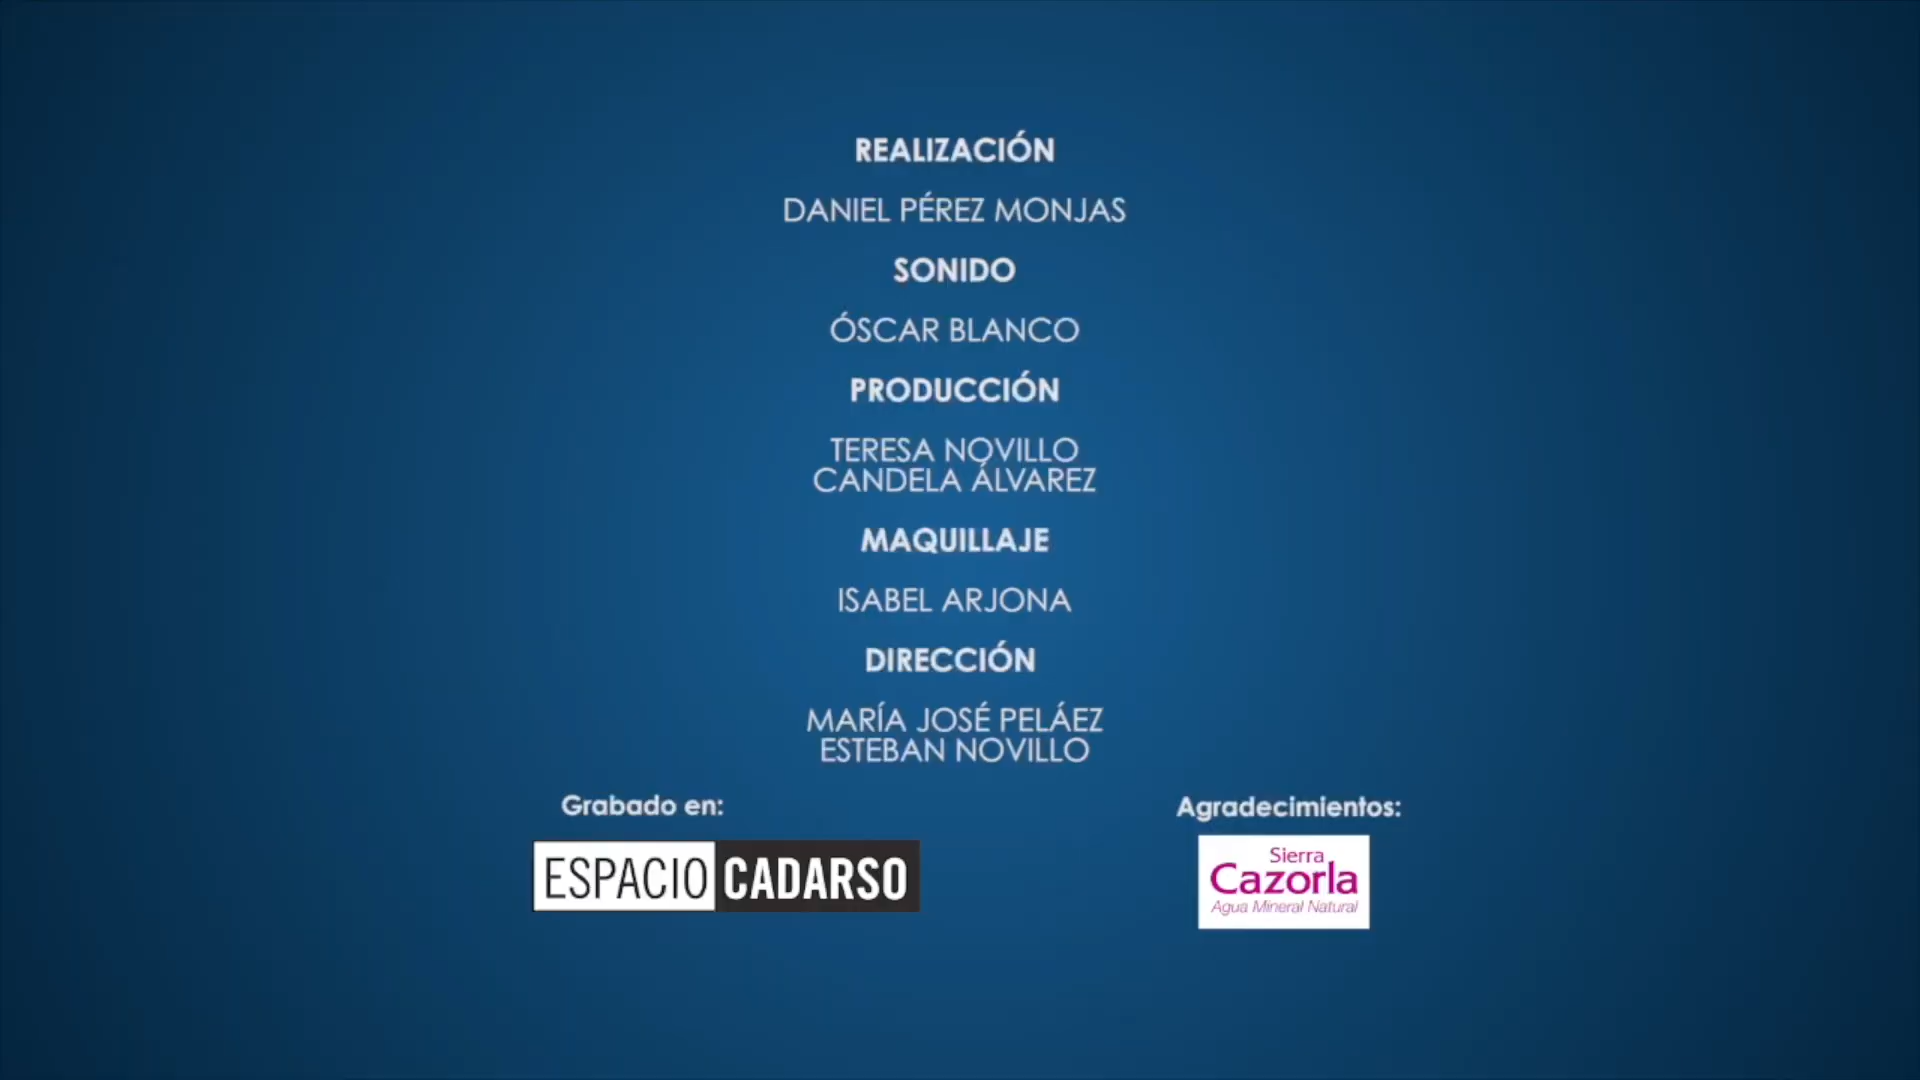 REALIZACIÓN
DANIEL PÉREZ MONJAS
SONIDO
ÓSCAR BLANCO
PRODUCCIÓN
TERESA NOVILLO
CANDELA ÁLVAREZ
MAQUILLAJE
ISABEL ARJONA
DIRECCIÓN
MARÍA JOSÉ PELÁEZ
ESTEBAN NOVILLO
Grabado en:
ESPACIO CADARSO
Agradecimientos:
Sierra
Cazorla
Agua Mineral Natural